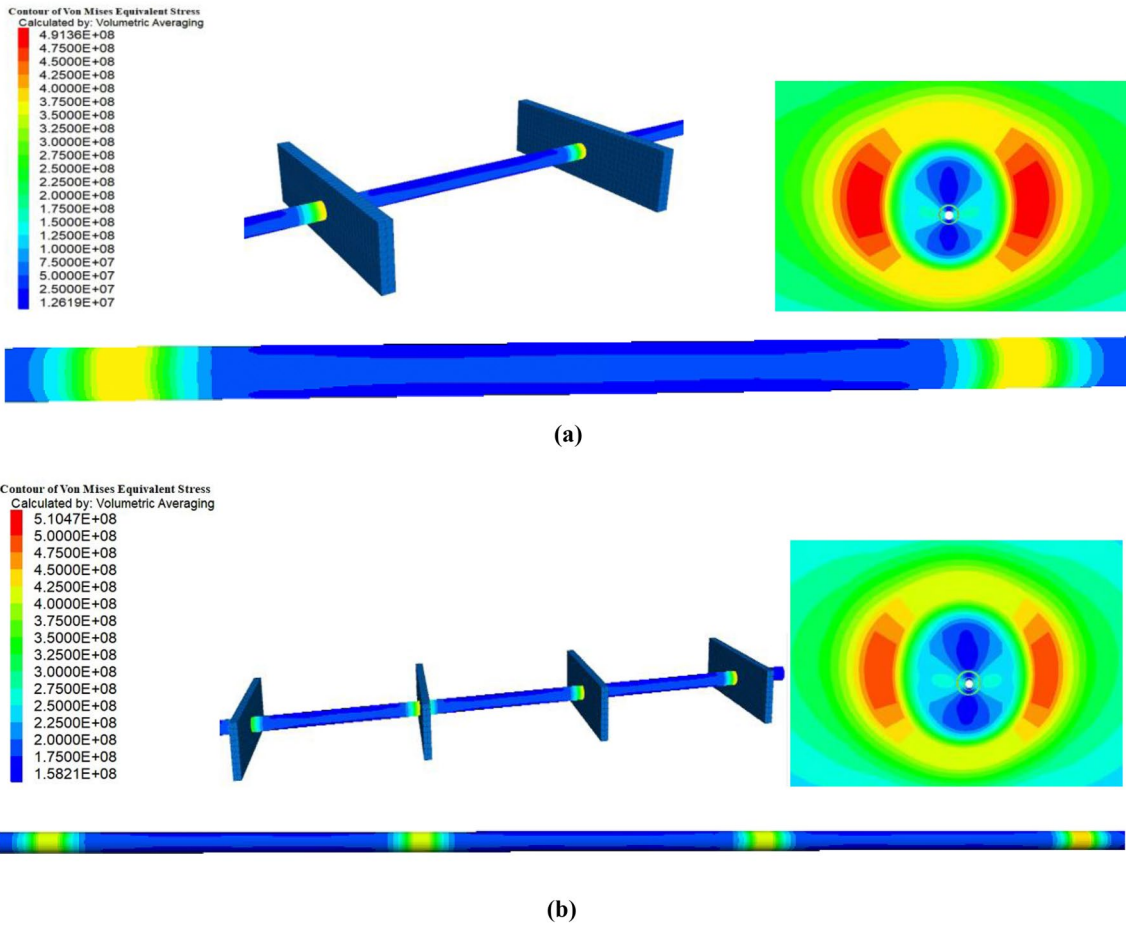 Contour of Von Mises Equivalent Stress
Calculated by: Volumetric Averaging
4.9136E+08
4.7500E+08
4.5000E+08
4.2500E+08
4.0000E+08
3.7500E+08
3.5000E+08
3.2500E+08
3.0000E+08
2.7500E+08
2.5000E+08
2.2500E+08
2.0000E+08
1.7500E+08
1.5000E+08
1.2500E+08
1.0000E+08
7.5000E+07
5.0000E+07
2.5000E+07
1.2619E+07
(a)
Contour of Von Mises Equivalent Stress
Calculated by: Volumetric Averaging
5.1047E+08
5.0000E+08
4.7500E+08
4.5000E+08
4.2500E+08
4.0000E+08
3.7500E+08
3.5000E+08
3.2500E+08
3.0000E+08
2.7500E+08
2.5000E+08
2.2500E+08
2.0000E+08
1.7500E+08
1.5821E+08
(b)